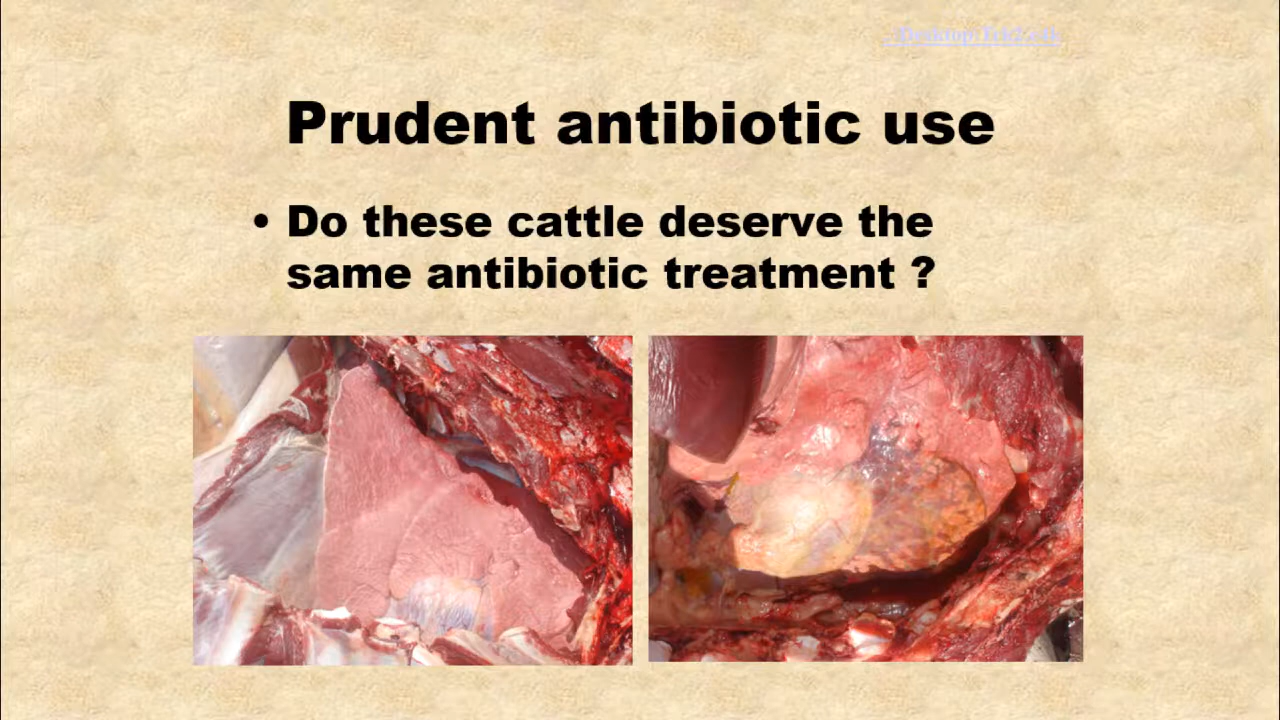 Prudent antibiotic use
• Do these cattle deserve the
same antibiotic treatment ?